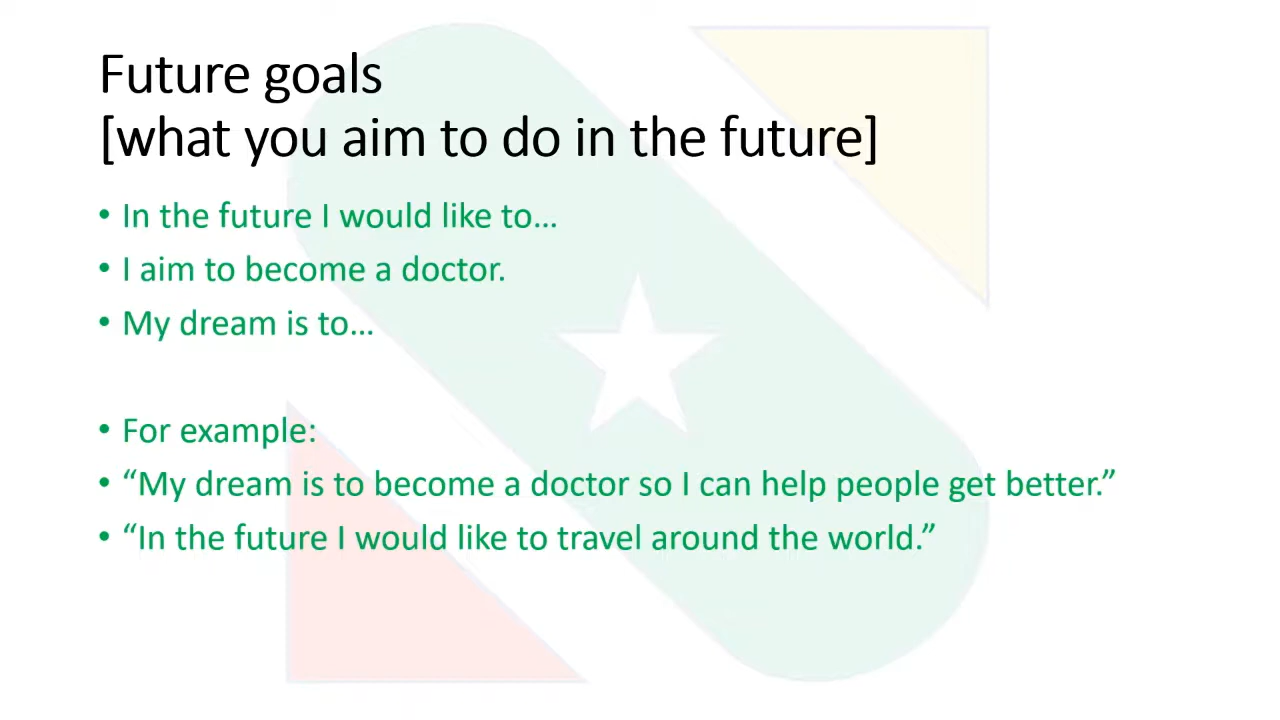 Future goals
[what you aim to do in the future]
• In the future I would like to…
• I aim to become a doctor.
• My dream is to…
• For example:
• “My dream is to become a doctor so I can help people get better.”
• “In the future I would like to travel around the world.”